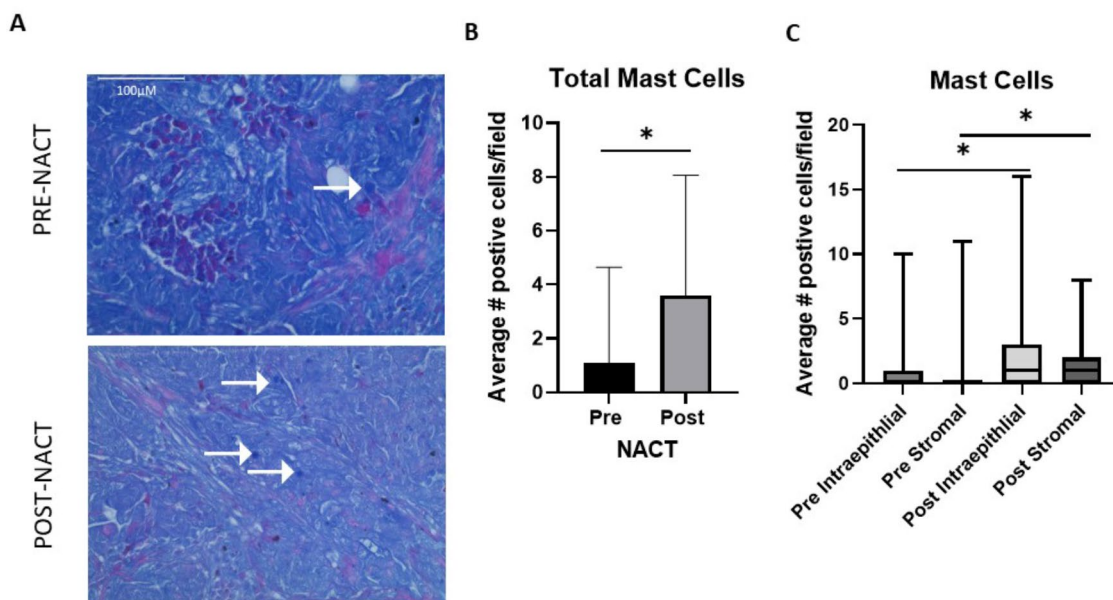 A
100µM
PRE-NACT
POST-NACT
B
Total Mast Cells
*
Average # postive cells/field
10
8
6
4
2
0
Pre
Post
NACT
C
Mast Cells
*
*
Average # postive cells/field
20
15
10
5
0
Pre Intraepithlial
Pre Stromal
Post Intraepithlial
Post Stromal